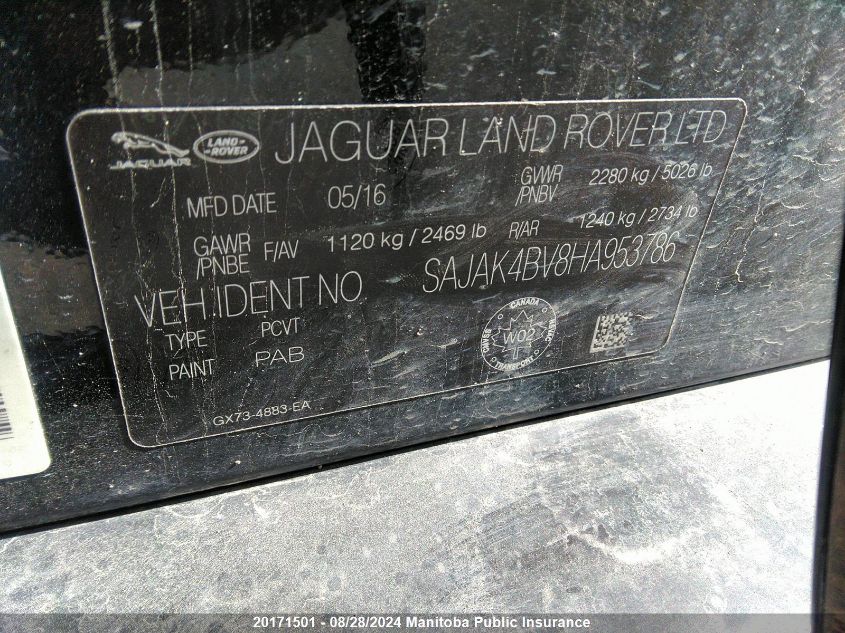 JAGUAR LAND ROVER JAGUAR LAND ROVER LTD
MFD DATE 05/16 GVWR /PNBV 2280 kg / 5026 lb
GAWR /PNBE F/AV 1120 kg / 2469 lb R/AR 1240 kg / 2734 lb
VEH.IDENT NO SAJAK4BV8HA953786
TYPE PCVT
PAINT PAB
CANADA
W02
TRANSPORT
GX73-4883-EA
20171501 - 08/28/2024 Manitoba Public Insurance